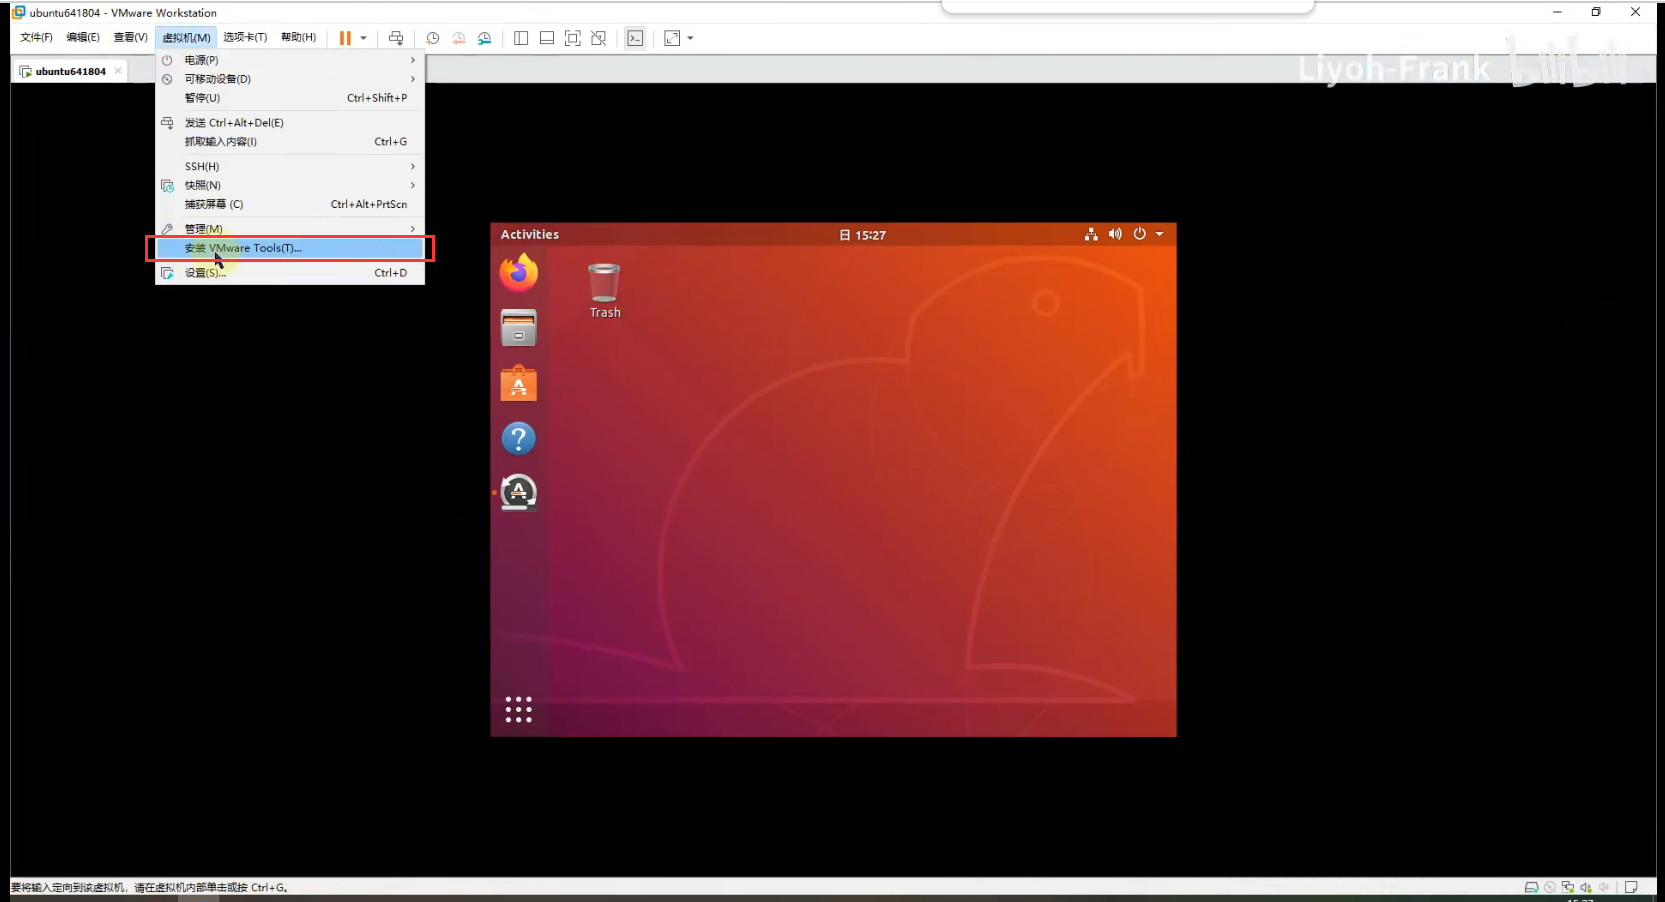 ubuntu641804 - VMware Workstation
文件(F) 编辑(E) 查看(V) 虚拟机(M) 选项卡(T) 帮助(H)
ubuntu641804
Liyoh-Frank bilibili
电源(P)
可移动设备(D)
暂停(U) Ctrl+Shift+P
发送 Ctrl+Alt+Del(E)
抓取输入内容(I) Ctrl+G
SSH(H)
快照(N)
捕获屏幕 (C) Ctrl+Alt+PrtScn
管理(M)
安装 VMware Tools(T)...
设置(S)... Ctrl+D
Activities 日 15:27
Trash
要将输入定向到该虚拟机，请在虚拟机内部单击或按 Ctrl+G。